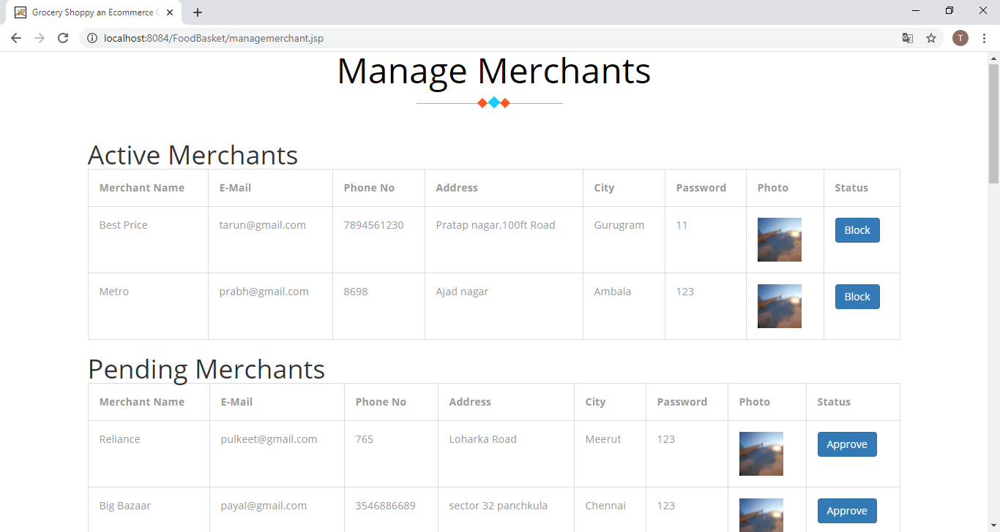 Grocery Shoppy an Ecommerce
localhost:8084/FoodBasket/managemerchant.jsp
T
Manage Merchants
Active Merchants
Merchant Name E-Mail Phone No Address City Password Photo Status
Best Price tarun@gmail.com 7894561230 Pratap nagar,100ft Road Gurugram 11 Block
Metro prabh@gmail.com 8698 Ajad nagar Ambala 123 Block
Pending Merchants
Merchant Name E-Mail Phone No Address City Password Photo Status
Reliance pulkeet@gmail.com 765 Loharka Road Meerut 123 Approve
Big Bazaar payal@gmail.com 3546886689 sector 32 panchkula Chennai 123 Approve